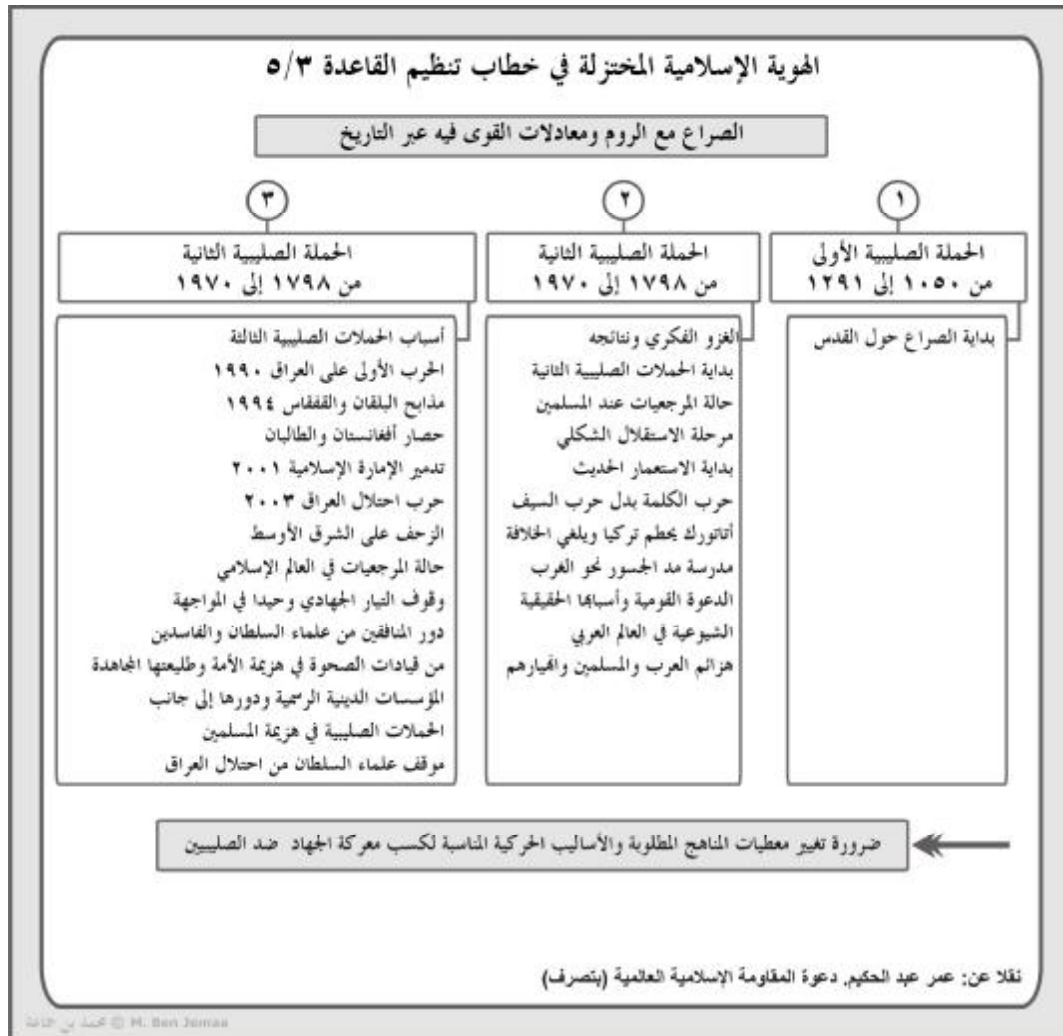 الهوية الإسلامية المختزلة في خطاب تنظيم القاعدة ٥/٣
الصراع مع الروم ومعادلات القوى فيه عبر التاريخ
١
الحملة الصليبية الأولى
من ١٠٥٠ إلى ١٢٩١
بداية الصراع حول القدس
٢
الحملة الصليبية الثانية
من ١٧٩٨ إلى ١٩٧٠
الغزو الفكري ونتائجه
بداية الحملات الصليبية الثانية
حالة المرجعيات عند المسلمين
مرحلة الاستقلال الشكلي
بداية الاستعمار الحديث
حرب الكلمة بدل حرب السيف
أتاتورك يحطم تركيا ويلغي الخلافة
مدرسة مد الجسور نحو الغرب
الدعوة القومية وأسبابها الحقيقية
الشيوعية في العالم العربي
هزائم العرب والمسلمين وانهيارهم
٣
الحملة الصليبية الثانية
من ١٧٩٨ إلى ١٩٧٠
أسباب الحملات الصليبية الثالثة
الحرب الأولى على العراق ١٩٩٠
مذابح البلقان والقفقاس ١٩٩٤
حصار أفغانستان والطالبان
تدمير الإمارة الإسلامية ٢٠٠١
حرب احتلال العراق ٢٠٠٣
الزحف على الشرق الأوسط
حالة المرجعيات في العالم الإسلامي
وقوف التيار الجهادي وحيدا في المواجهة
دور المنافقين من علماء السلطان والفاسدين
من قيادات الصحوة في هزيمة الأمة وطليعتها المجاهدة
المؤسسات الدينية الرسمية ودورها إلى جانب
الحملات الصليبية في هزيمة المسلمين
موقف علماء السلطان من احتلال العراق
ضرورة تغيير معطيات المناهج المطلوبة والأساليب الحركية المناسبة لكسب معركة الجهاد ضد الصليبيين
نقلا عن: عمر عبد الحكيم. دعوة المقاومة الإسلامية العالمية (بتصرف)
محمد بن جماعة © M. Ben Jemaa